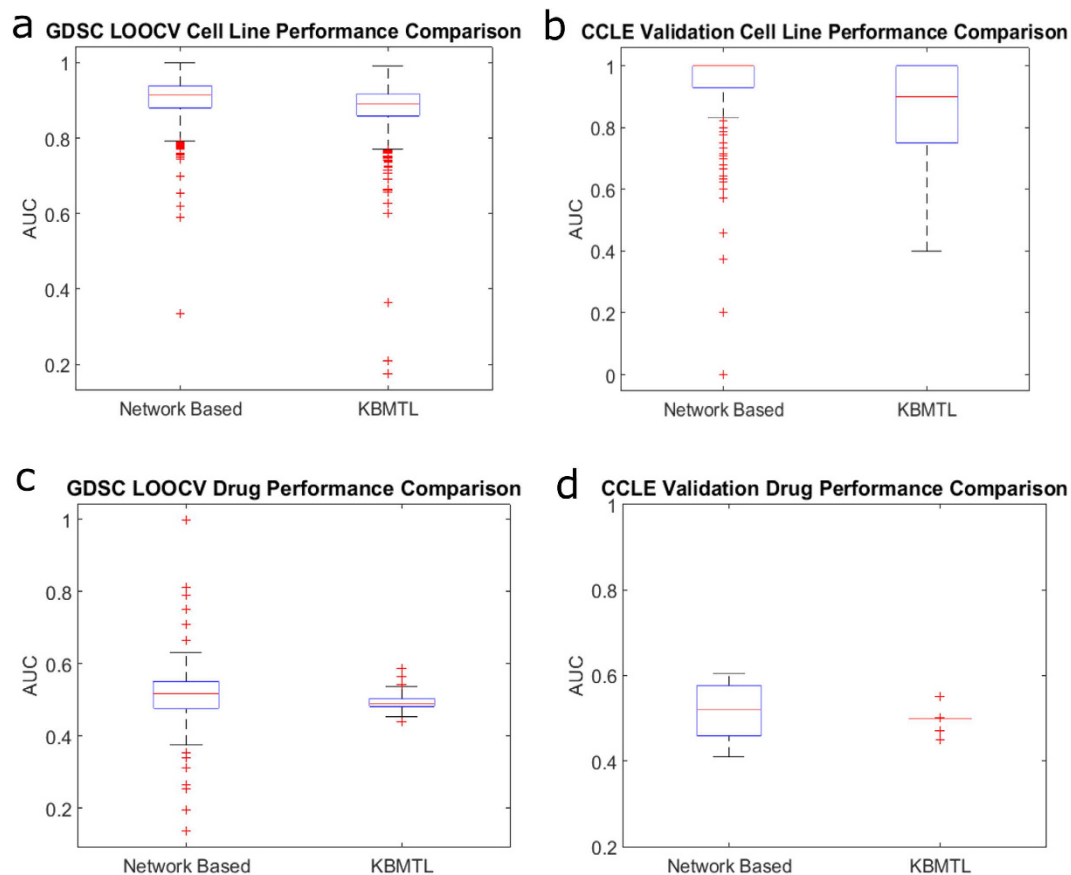 a GDSC LOOCV Cell Line Performance Comparison
1
0.8
0.6
0.4
0.2
AUC
Network Based KBMTL
b CCLE Validation Cell Line Performance Comparison
1
0.8
0.6
0.4
0.2
0
AUC
Network Based KBMTL
c GDSC LOOCV Drug Performance Comparison
1
0.8
0.6
0.4
0.2
AUC
Network Based KBMTL
d CCLE Validation Drug Performance Comparison
1
0.8
0.6
0.4
0.2
AUC
Network Based KBMTL